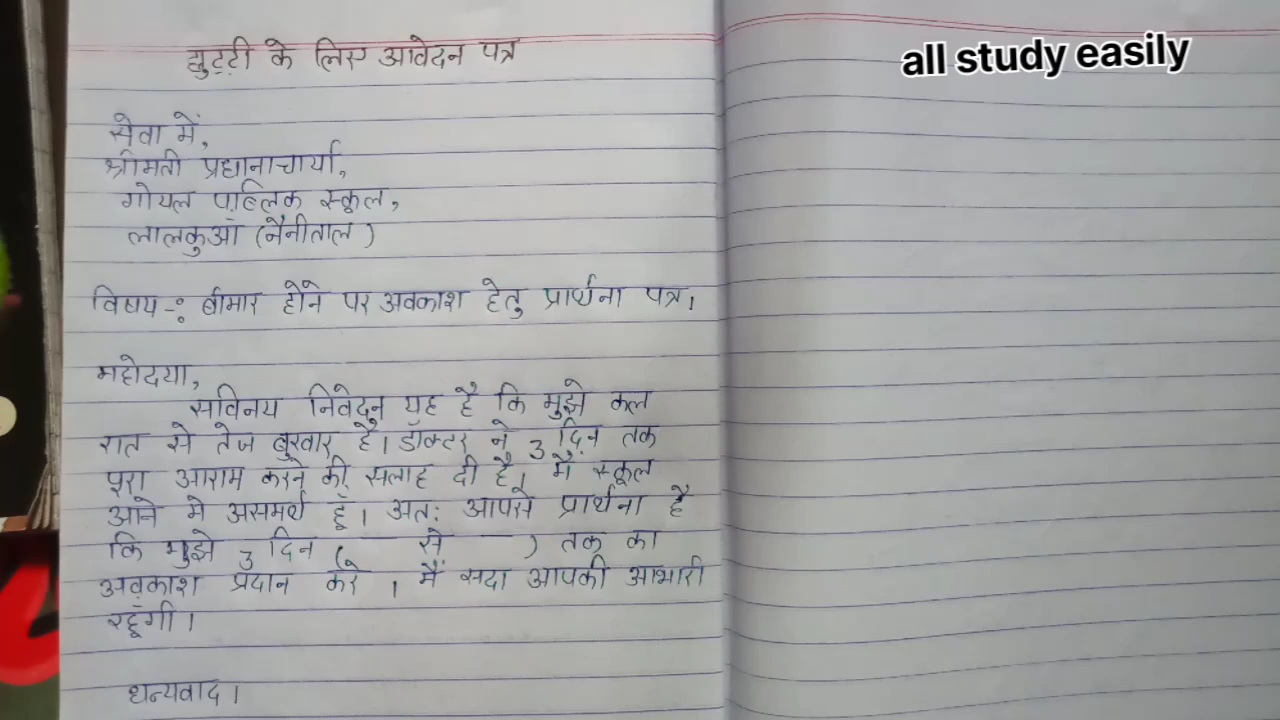 छुट्टी के लिए आवेदन पत्र
all study easily
सेवा में,
श्रीमती प्रधानाचार्या,
गोयल पब्लिक स्कूल,
लालकुआँ (नैनीताल)
विषय-: बीमार होने पर अवकाश हेतु प्रार्थना पत्र।
महोदया,
सविनय निवेदन यह है कि मुझे कल
रात से तेज बुखार है। डॉक्टर ने 3 दिन तक
पूरा आराम करने की सलाह दी है। मैं स्कूल
आने मे असमर्थ हूँ। अतः आपसे प्रार्थना है
कि मुझे 3 दिन (___ से ___) तक का
अवकाश प्रदान करे । मैं सदा आपकी आभारी
रहूंगी।
धन्यवाद।